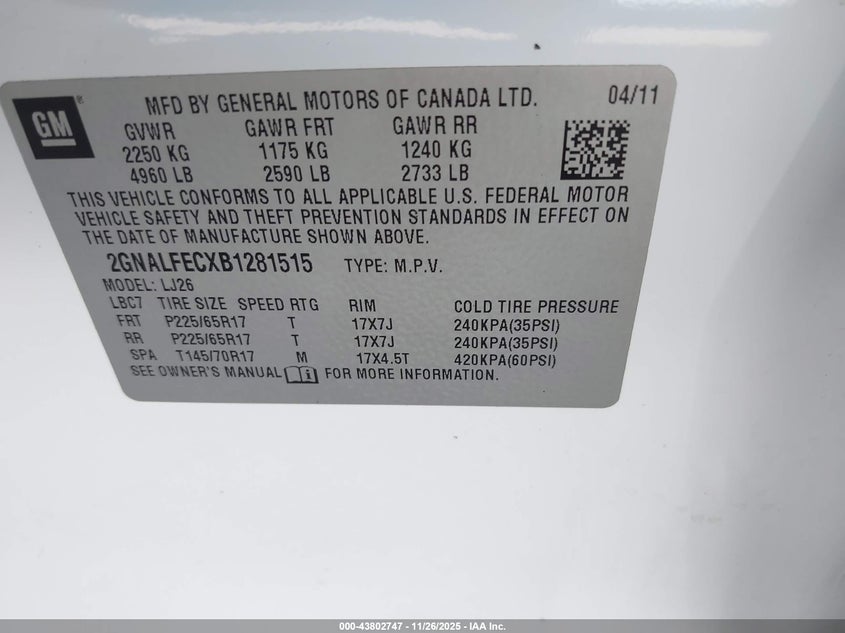 GM
®
MFD BY GENERAL MOTORS OF CANADA LTD. 04/11
GVWR GAWR FRT GAWR RR
2250 KG 1175 KG 1240 KG
4960 LB 2590 LB 2733 LB
THIS VEHICLE CONFORMS TO ALL APPLICABLE U.S. FEDERAL MOTOR
VEHICLE SAFETY AND THEFT PREVENTION STANDARDS IN EFFECT ON
THE DATE OF MANUFACTURE SHOWN ABOVE.
2GNALFECXB1281515 TYPE: M.P.V.
MODEL: LJ26
LBC7 TIRE SIZE SPEED RTG RIM COLD TIRE PRESSURE
FRT P225/65R17 T 17X7J 240KPA(35PSI)
RR P225/65R17 T 17X7J 240KPA(35PSI)
SPA T145/70R17 M 17X4.5T 420KPA(60PSI)
SEE OWNER'S MANUAL FOR MORE INFORMATION.
000-43802747 - 11/26/2025 - IAA Inc.